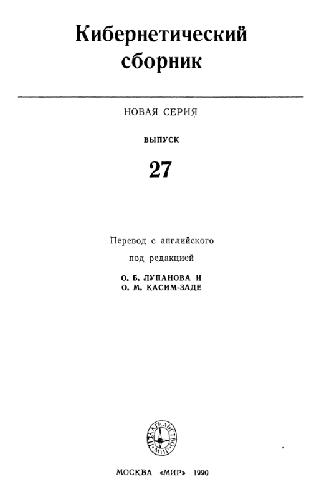 Кибернетический
сборник
НОВАЯ СЕРИЯ
ВЫПУСК
27
Перевод с английского
под редакцией
О. Б. ЛУПАНОВА И
О. М. КАСИМ-ЗАДЕ
МОСКВА «МИР» 1990